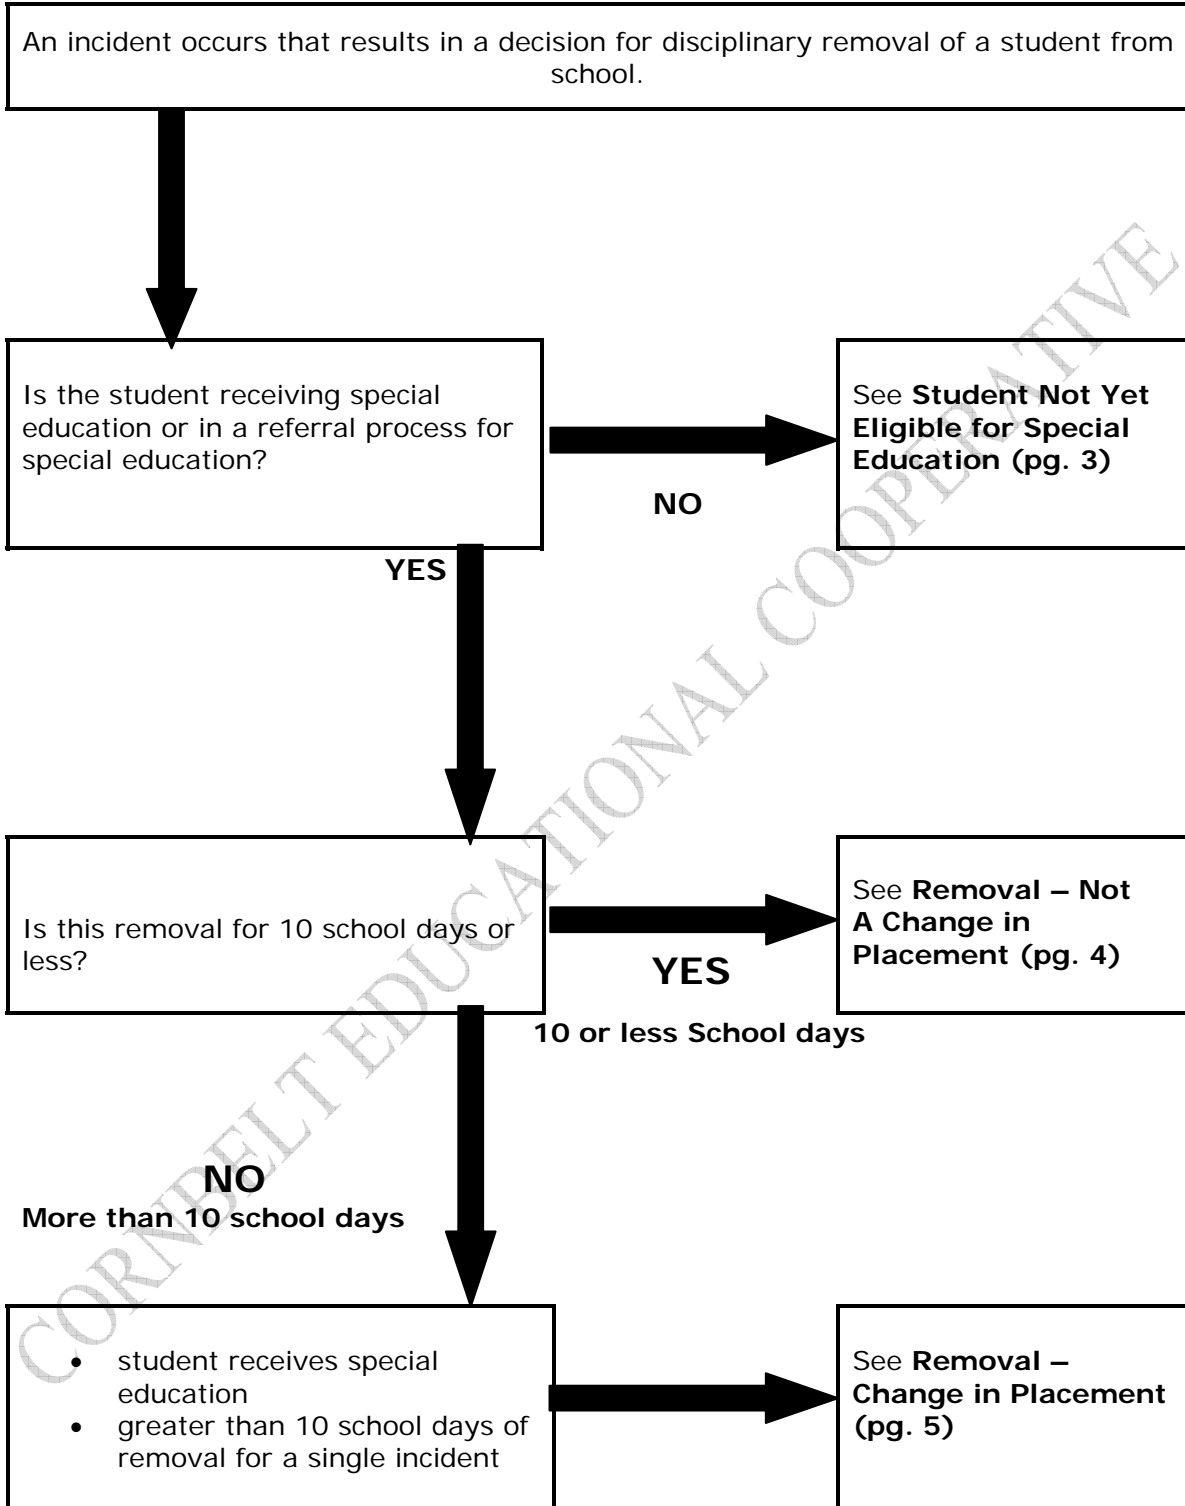 An incident occurs that results in a decision for disciplinary removal of a student from
school.
Is the student receiving special
education or in a referral process for
special education?
See Student Not Yet
Eligible for Special
Education (pg. 3)
NO
YES
Is this removal for 10 school days or
less?
See Removal – Not
A Change in
Placement (pg. 4)
YES
10 or less School days
NO
More than 10 school days
• student receives special
education
• greater than 10 school days of
removal for a single incident
See Removal –
Change in Placement
(pg. 5)
CORNBELT EDUCATIONAL COOPERATIVE